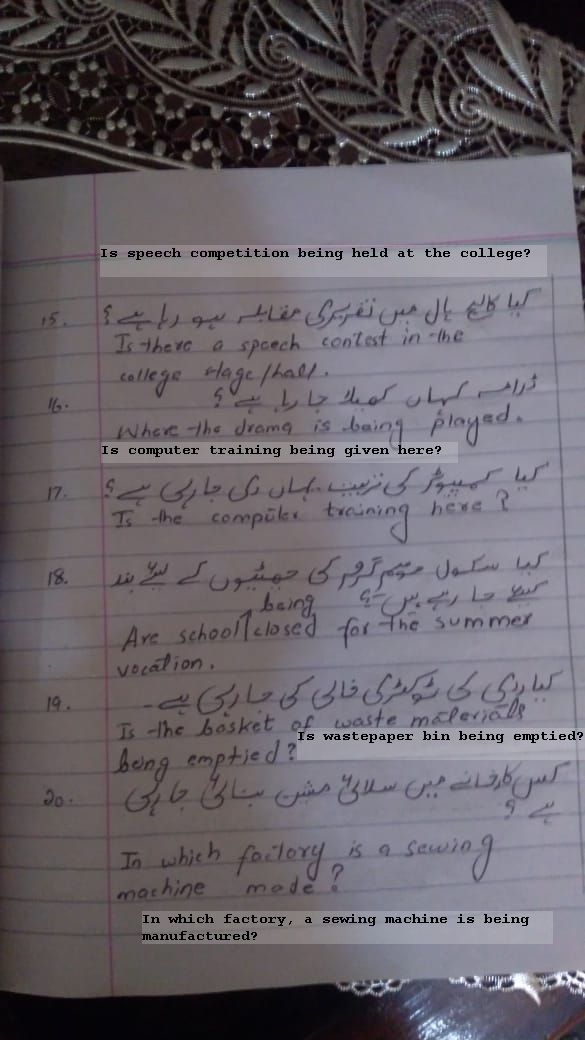 Is speech competition being held at the college?
15. کیا کالج ہال میں تقریری مقابلہ ہو رہا ہے ؟
Is there a speech contest in the
college stage/hall.
16. ڈرامہ کہاں کھیلا جا رہا ہے ؟
Where the drama is being played.
Is computer training being given here?
17. کیا کمپیوٹر کی تربیت یہاں دی جا رہی ہے ؟
Is the computer training here ?
18. کیا سکول موسم گرم کی چھٹیوں کے لیئے بند
کیئے جا رہے ہیں ؟
being
Are school closed for the summer
vocation.
19. کیا ردی کی ٹوکری خالی کی جا رہی ہے ۔
Is the basket of waste materials
being emptied?
Is wastepaper bin being emptied?
20. کس کارخانے میں سلائی مشین بنائی جا رہی
ہے ؟
In which factory is a sewing
machine made?
In which factory, a sewing machine is being
manufactured?